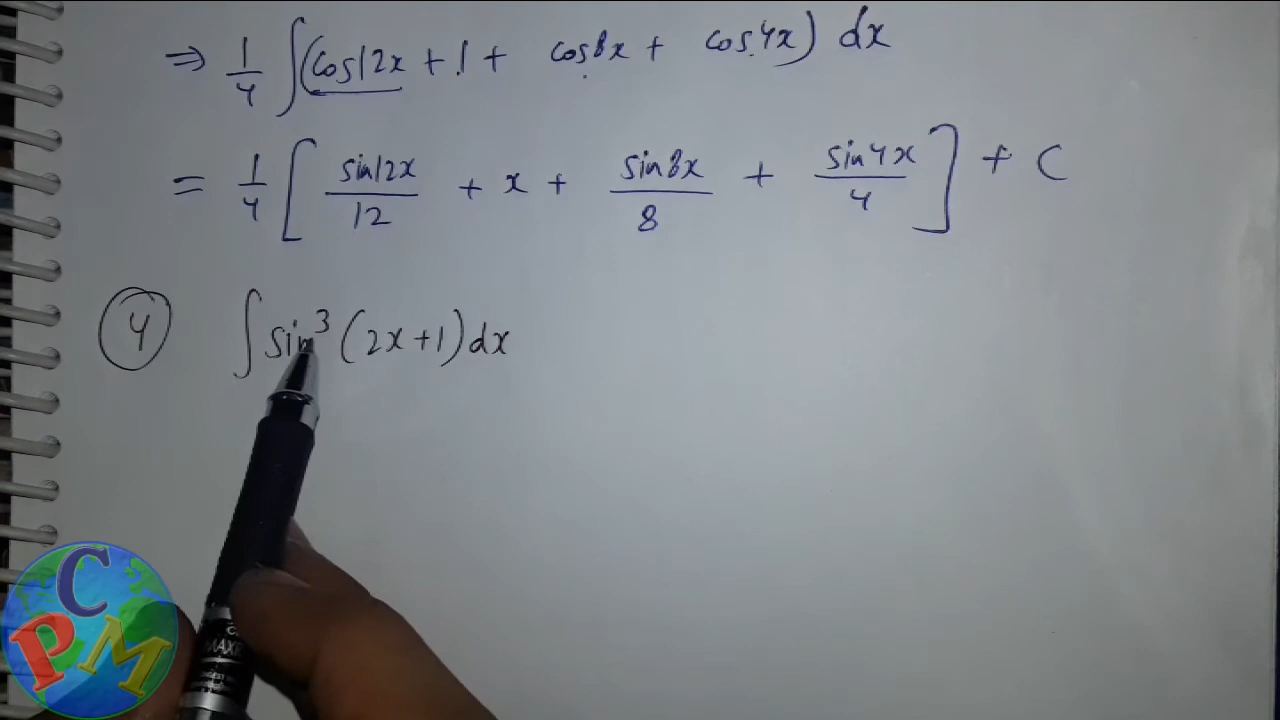 ⇒ 1/4 ∫(cos12x + 1 + cos8x + cos4x) dx
= 1/4 [ sin12x/12 + x + sin8x/8 + sin4x/4 ] + C
4 ∫ sin³ (2x+1) dx
C
P M